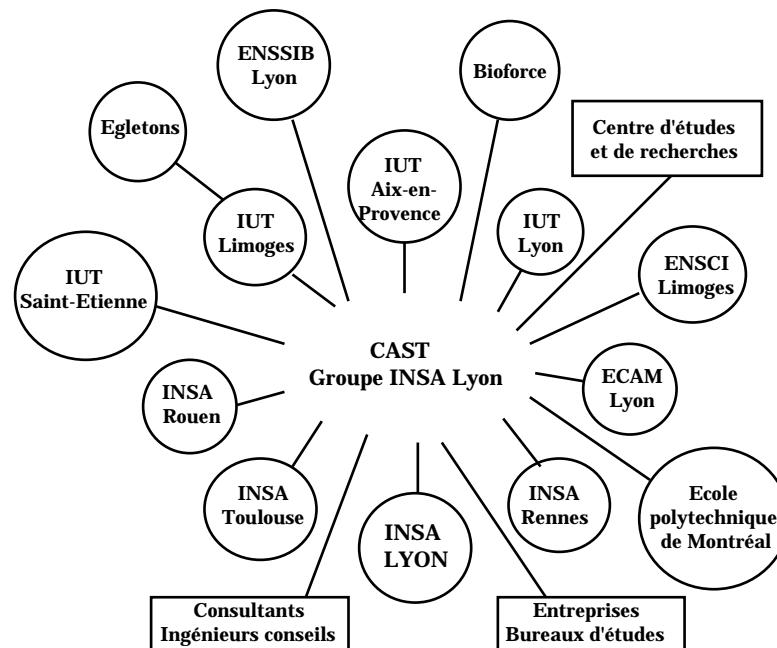 ENSSIB
Lyon
Bioforce
Egletons
Centre d'études
et de recherches
IUT
Aix-en-
Provence
IUT
Limoges
IUT
Lyon
IUT
Saint-Etienne
ENSCI
Limoges
CAST
Groupe INSA Lyon
INSA
Rouen
ECAM
Lyon
INSA
Toulouse
INSA
LYON
INSA
Rennes
Ecole
polytechnique
de Montréal
Consultants
Ingénieurs conseils
Entreprises
Bureaux d'études